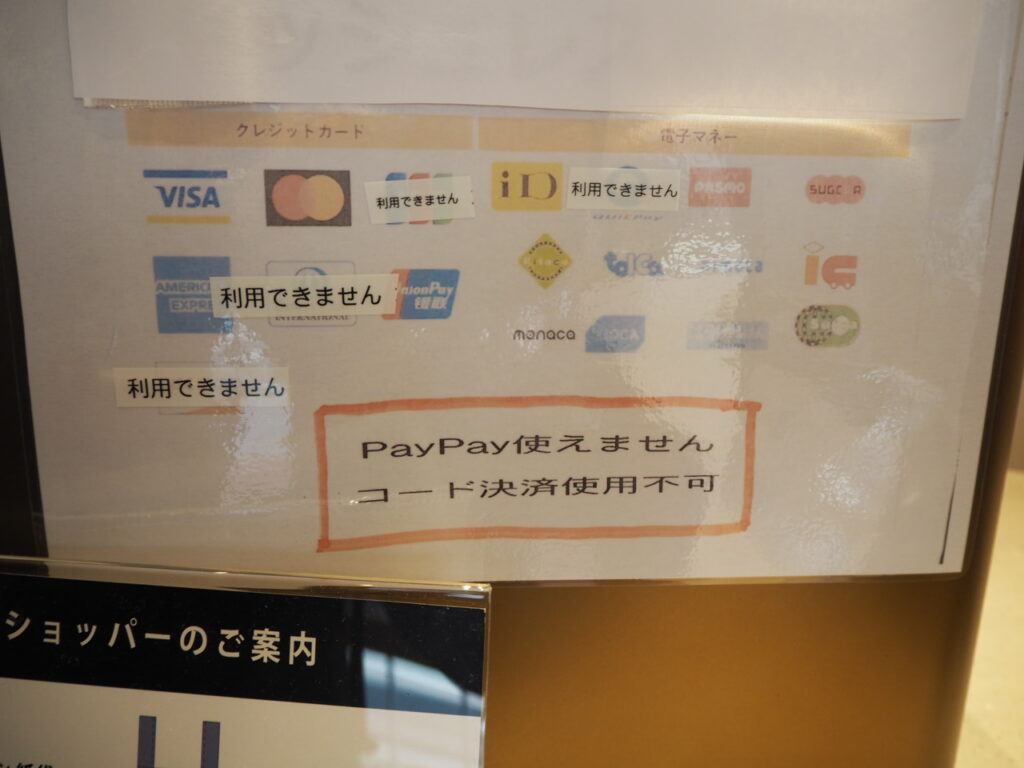 クレジットカード
電子マネー
VISA
利用できません
iD
利用できません
QUICPay
PASMO
SUGOCA
AMERICAN
EXPRESS
利用できません
INTERNATIONAL
UnionPay
银联
nimoca
TOICA
manaca
利用できません
PayPay使えません
コード決済使用不可
ショッパーのご案内